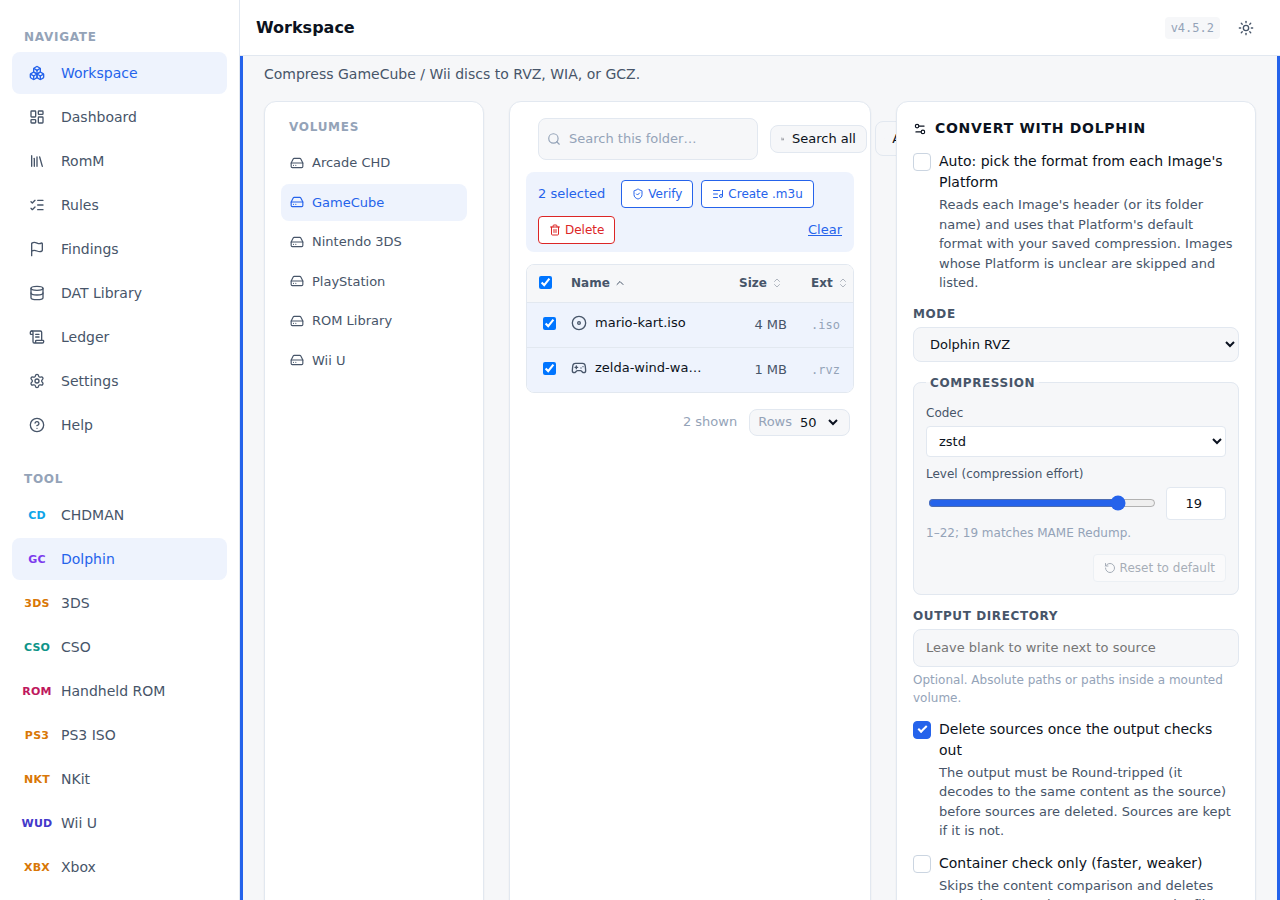 NAVIGATE
Workspace
Dashboard
RomM
Rules
Findings
DAT Library
Ledger
Settings
Help
TOOL
CD CHDMAN
GC Dolphin
3DS 3DS
CSO CSO
ROM Handheld ROM
PS3 PS3 ISO
NKT NKit
WUD Wii U
XBX Xbox
Workspace
v4.5.2
Compress GameCube / Wii discs to RVZ, WIA, or GCZ.
VOLUMES
Arcade CHD
GameCube
Nintendo 3DS
PlayStation
ROM Library
Wii U
Search this folder…
Search all
2 selected
Verify
Create .m3u
Delete
Clear
Name Size Ext
mario-kart.iso 4 MB .iso
zelda-wind-wa… 1 MB .rvz
2 shown
Rows 50
CONVERT WITH DOLPHIN
Auto: pick the format from each Image's
Platform
Reads each Image's header (or its folder
name) and uses that Platform's default
format with your saved compression. Images
whose Platform is unclear are skipped and
listed.
MODE
Dolphin RVZ
COMPRESSION
Codec
zstd
Level (compression effort)
19
1–22; 19 matches MAME Redump.
Reset to default
OUTPUT DIRECTORY
Leave blank to write next to source
Optional. Absolute paths or paths inside a mounted
volume.
Delete sources once the output checks
out
The output must be Round-tripped (it
decodes to the same content as the source)
before sources are deleted. Sources are kept
if it is not.
Container check only (faster, weaker)
Skips the content comparison and deletes